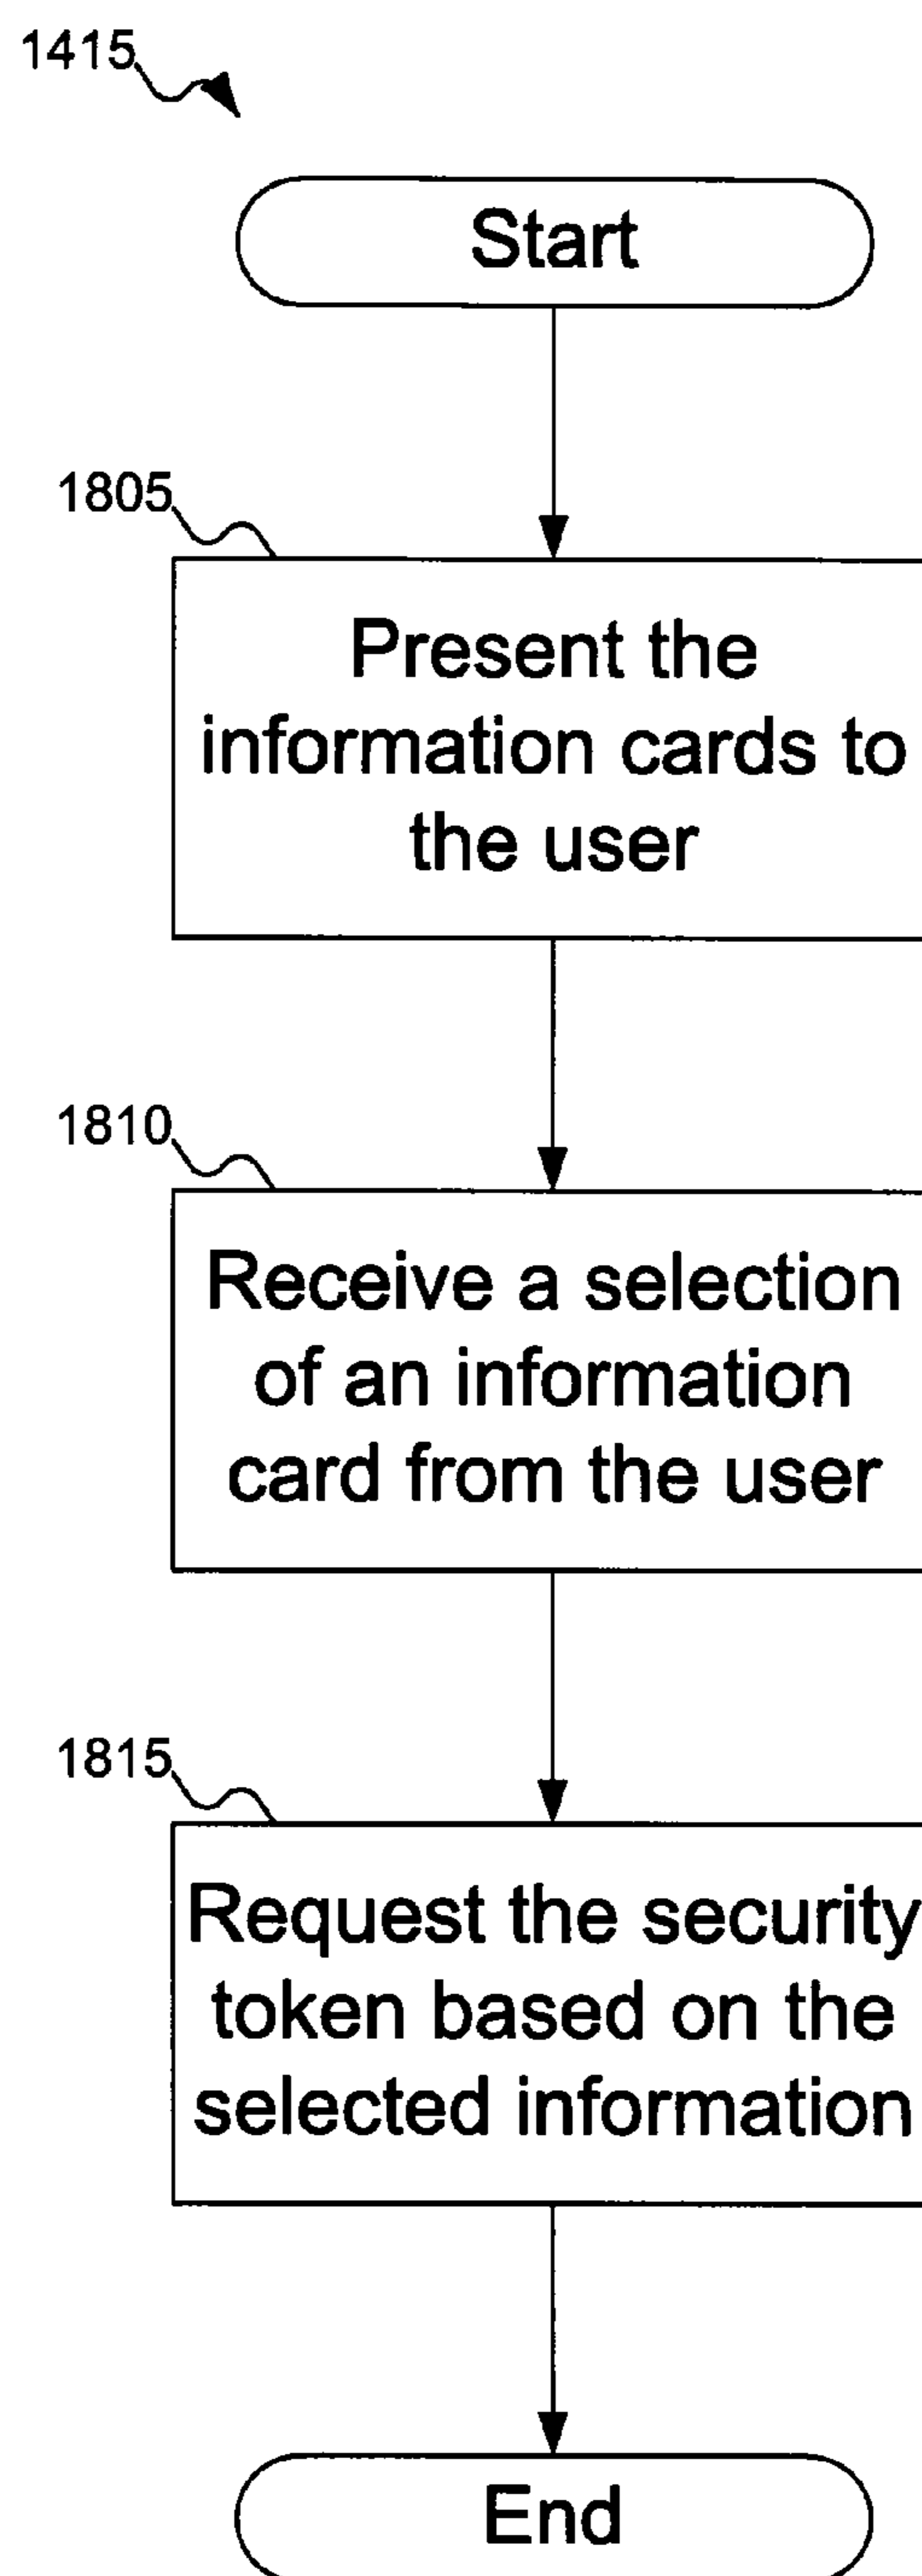 1415
Start
1805
Present the
information cards to
the user
1810
Receive a selection
of an information
card from the user
1815
Request the security
token based on the
selected information
End